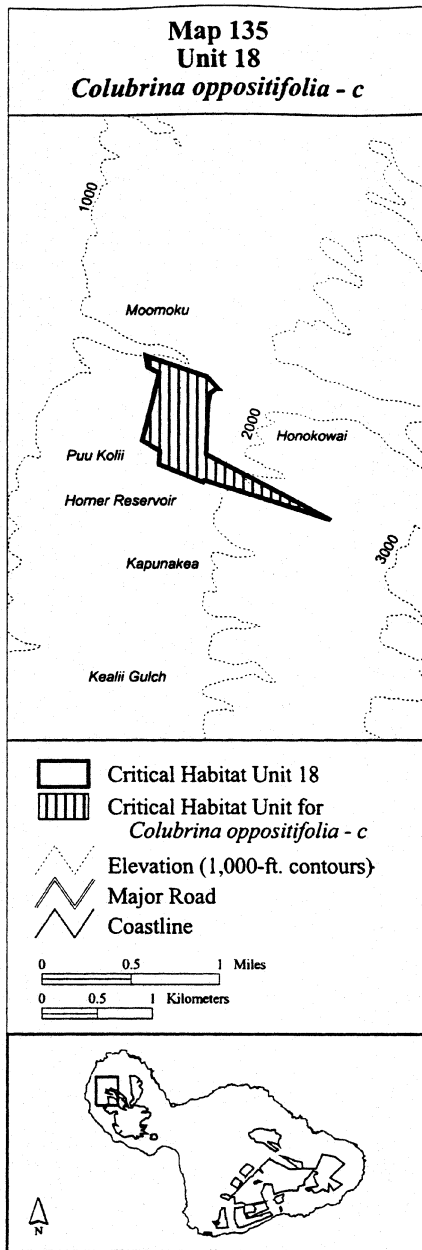 Map 135
Unit 18
Colubrina oppositifolia - c
1000
Moomoku
2000
Honokowai
Puu Kolii
Horner Reservoir
Kapunakea
3000
Kealii Gulch
Critical Habitat Unit 18
Critical Habitat Unit for
Colubrina oppositifolia - c
Elevation (1,000-ft. contours)
Major Road
Coastline
0 0.5 1 Miles
0 0.5 1 Kilometers
N